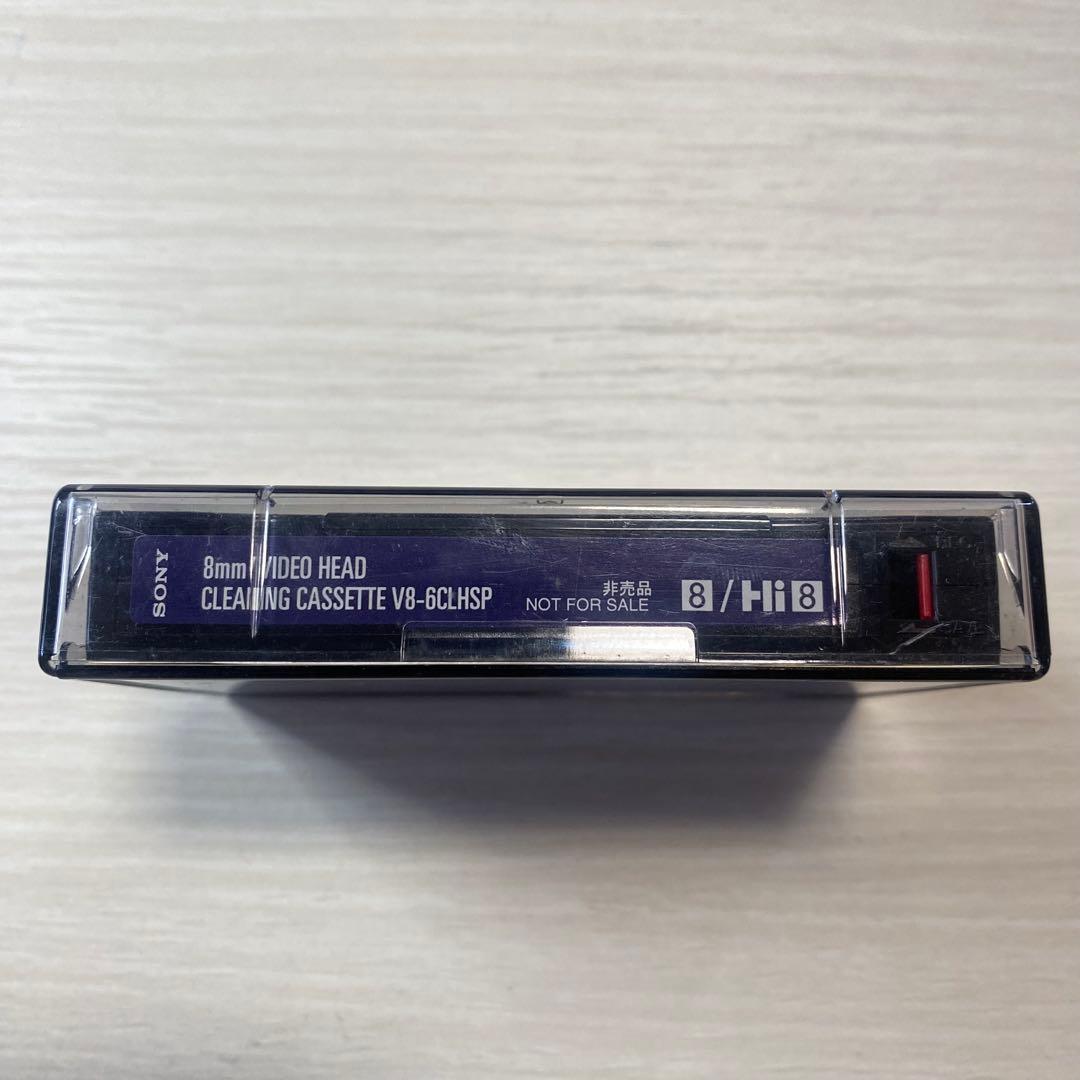 SONY
8mm VIDEO HEAD
CLEANING CASSETTE V8-6CLHSP
非売品
NOT FOR SALE
8/Hi8